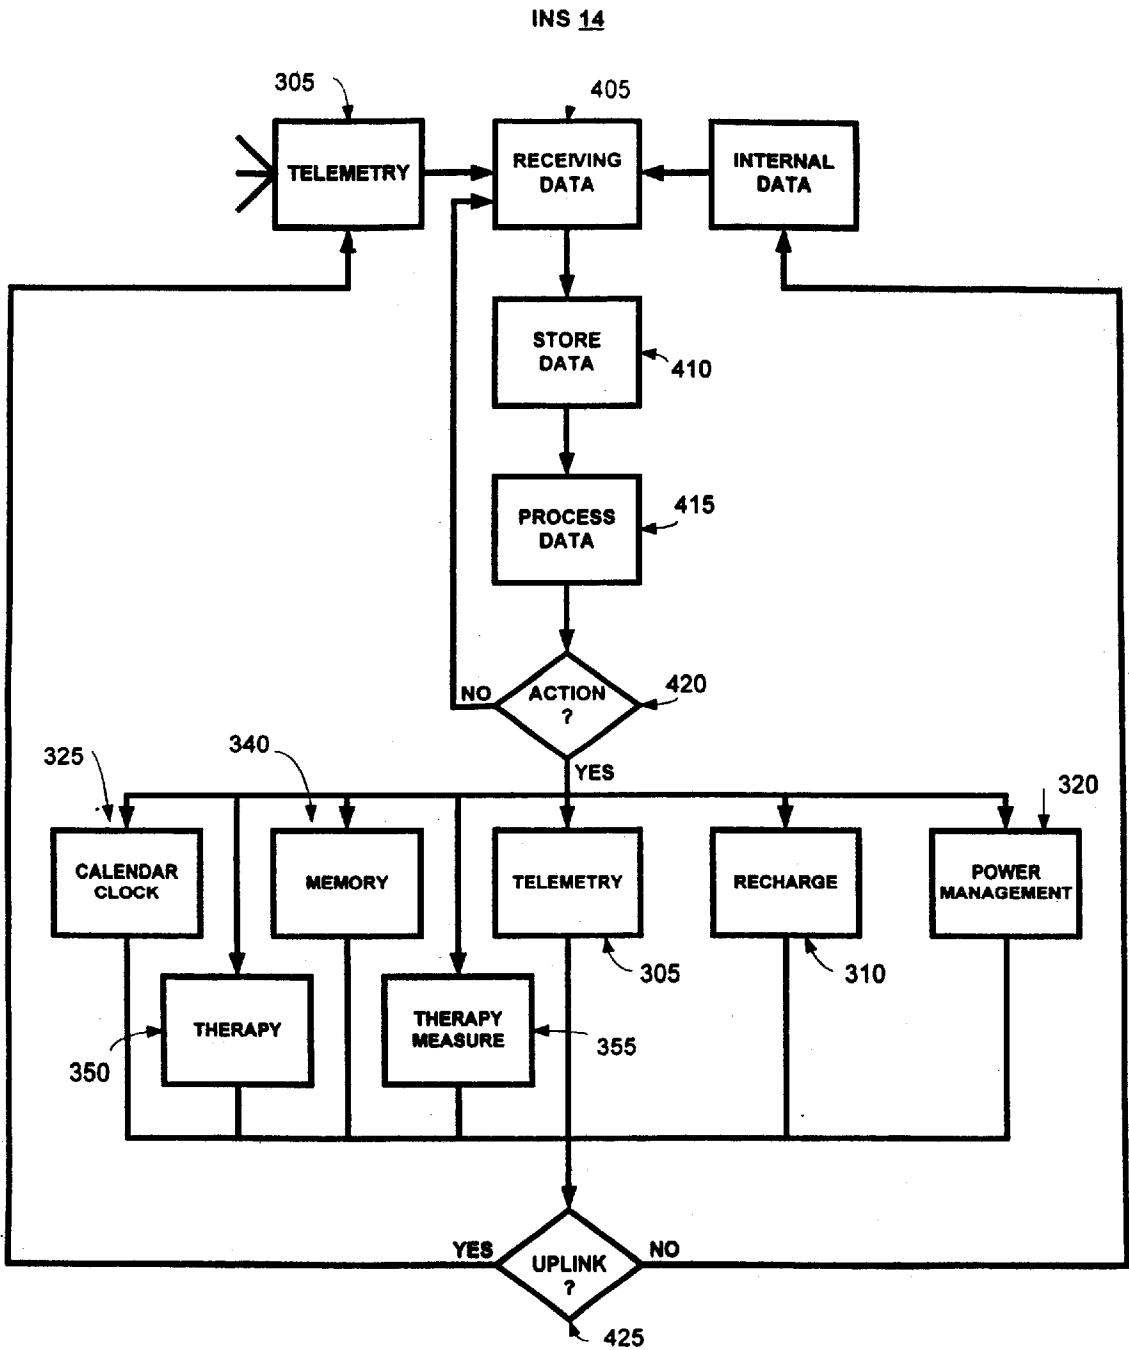 INS 14
305
405
TELEMETRY
RECEIVING
DATA
INTERNAL
DATA
STORE
DATA
410
PROCESS
DATA
415
NO
ACTION
?
420
YES
325
340
320
CALENDAR
CLOCK
MEMORY
TELEMETRY
RECHARGE
POWER
MANAGEMENT
305
310
THERAPY
350
THERAPY
MEASURE
355
YES
UPLINK
?
NO
425